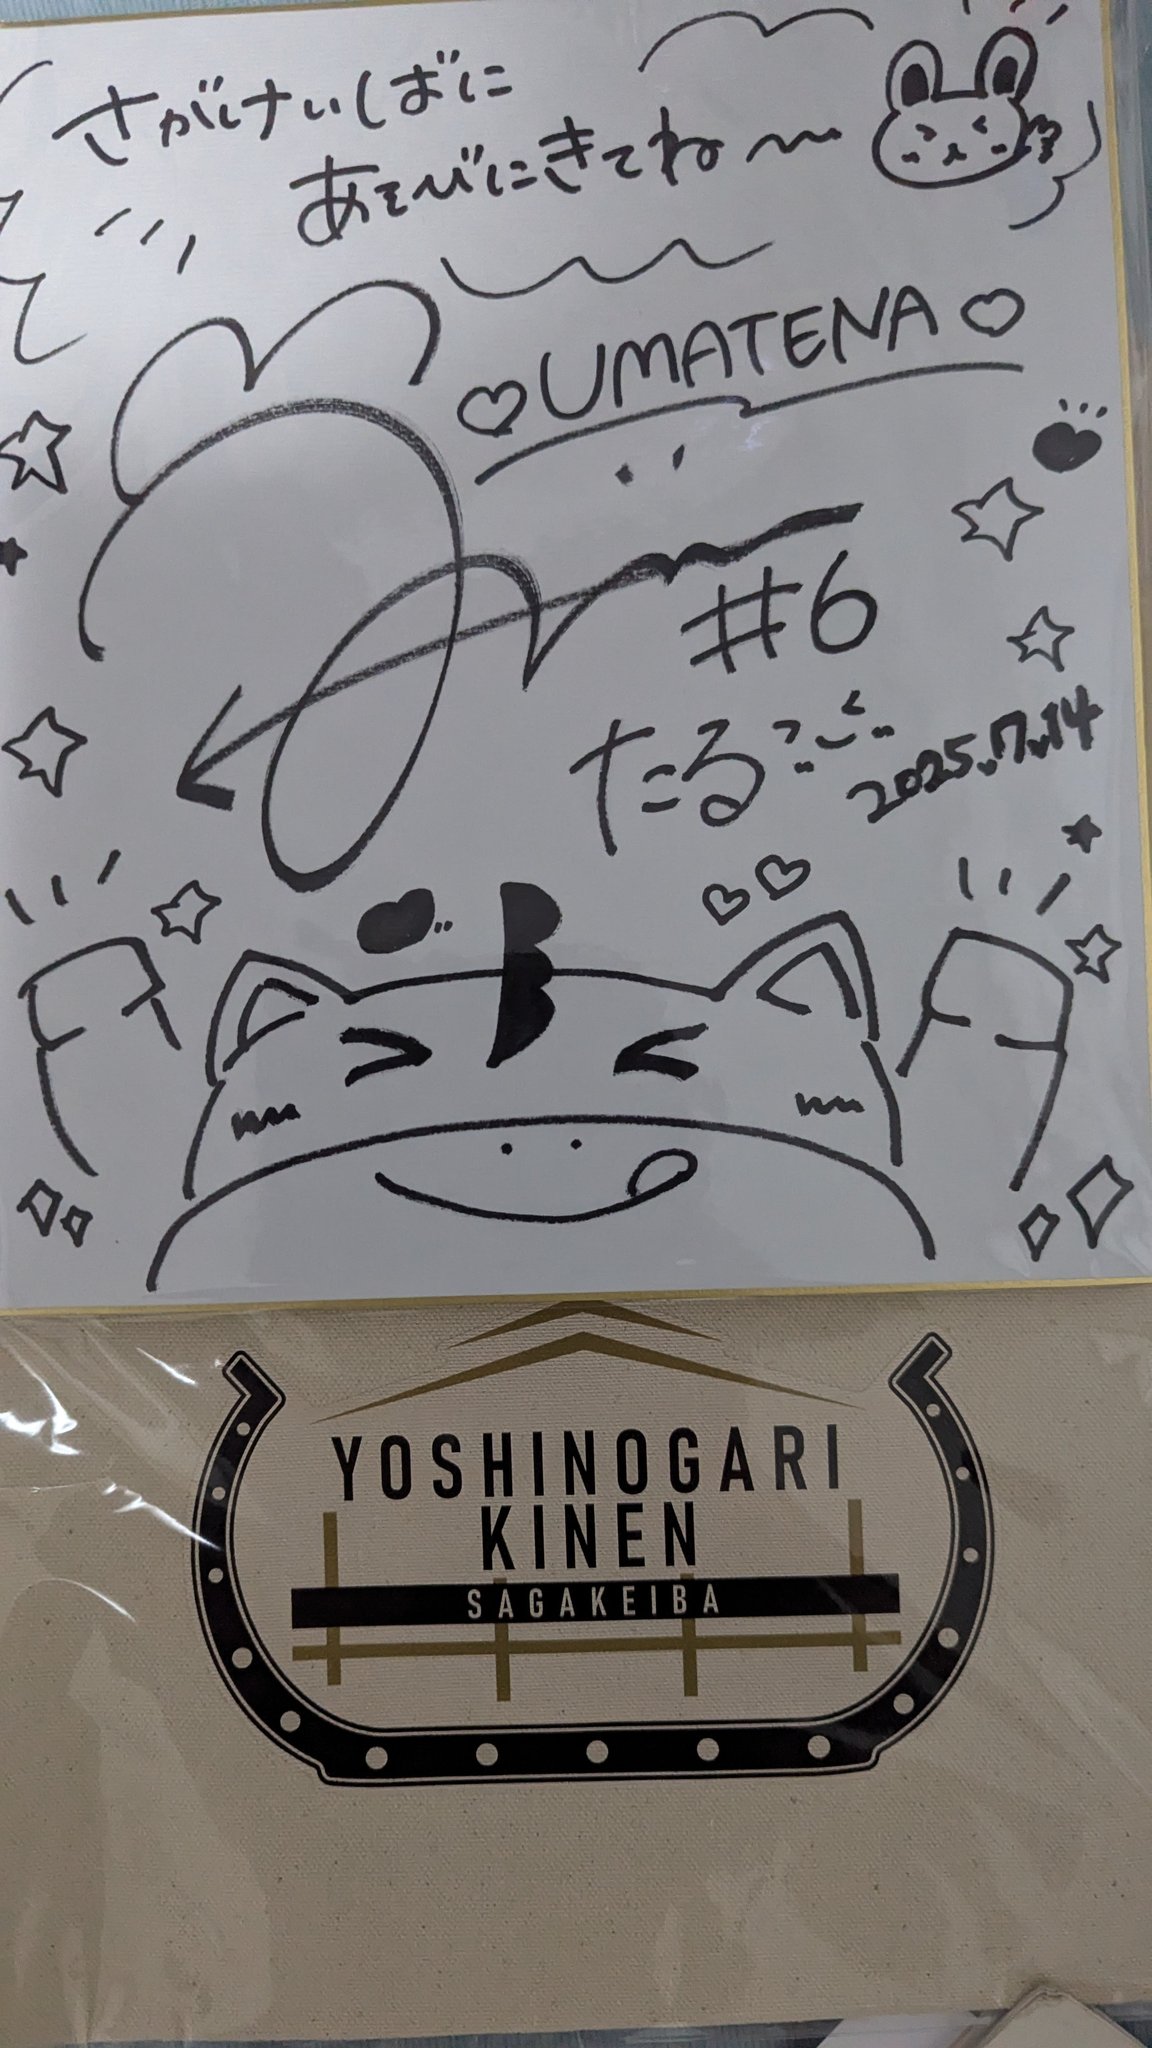 さがけいばに
あそびにきてね〜
UMATENA
#6
たるっご
2025.7.14
YOSHINOGARI
KINEN
SAGAKEIBA